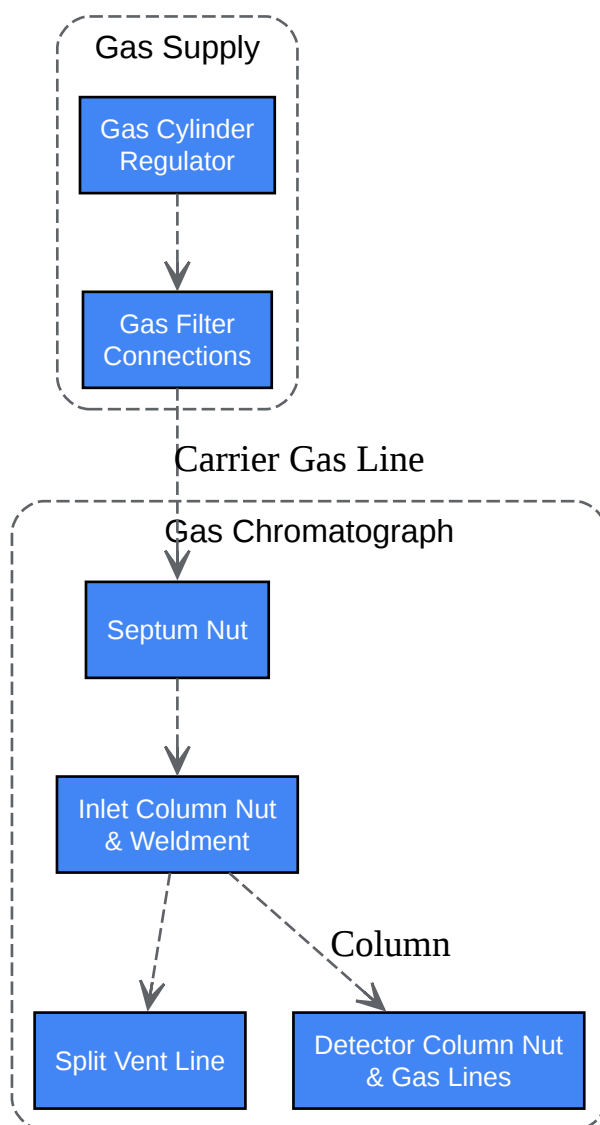 Gas Supply
Gas Cylinder
Regulator
Gas Filter
Connections
Carrier Gas Line
Gas Chromatograph
Septum Nut
Inlet Column Nut
& Weldment
Column
Split Vent Line
Detector Column Nut
& Gas Lines